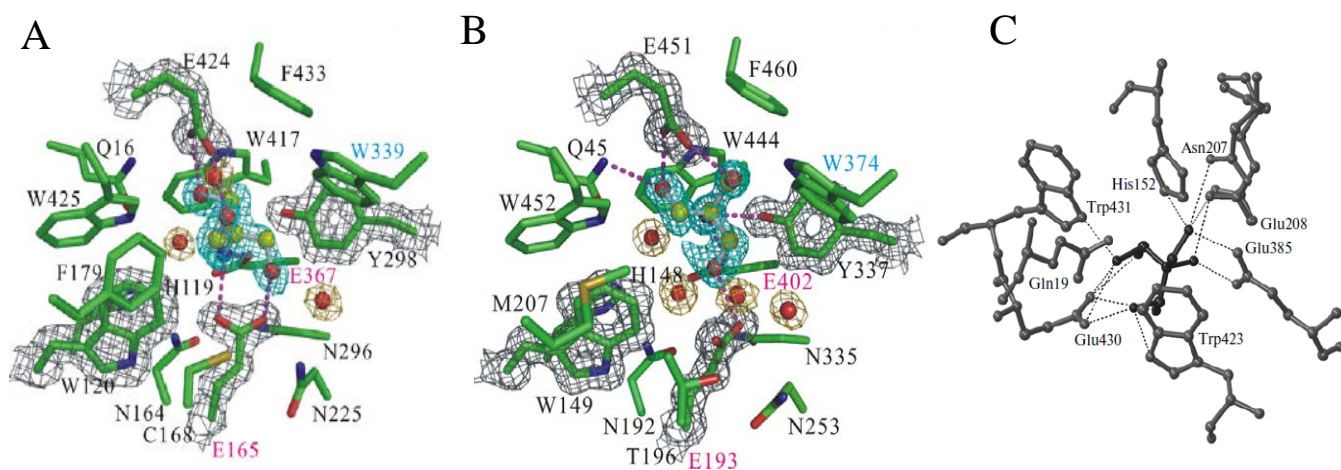 A
E424
F433
Q16
W417
W339
W425
F179
H119
E367
Y298
W120
N164
C168
E165
N296
N225
B
E451
F460
Q45
W444
W374
W452
M207
H148
E402
Y337
W149
N192
T196
E193
N335
N253
C
Asn207
His152
Trp431
Glu208
Glu385
Gln19
Glu430
Trp423